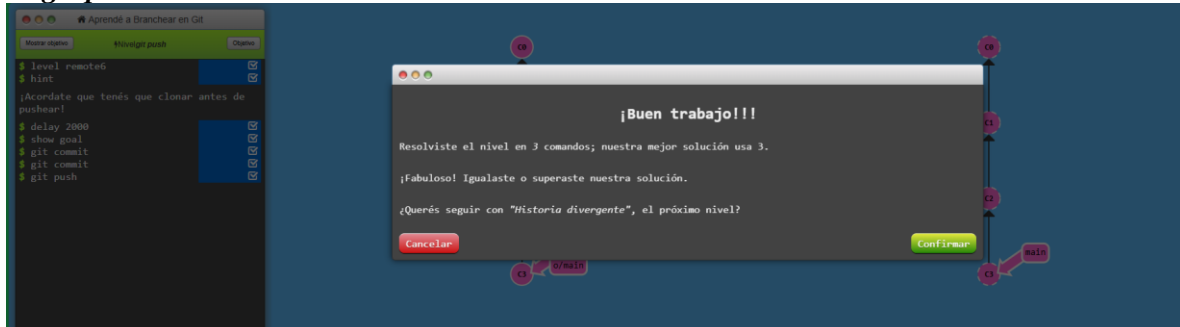 Aprendé a Branchear en Git
Mostrar objetivo
Nivelgit push
Objetivo
$ level remote6
$ hint
¡Acordate que tenés que clonar antes de
pushear!
$ delay 2000
$ show goal
$ git commit
$ git commit
$ git push
C0
C0
¡Buen trabajo!!!
Resolviste el nivel en 3 comandos; nuestra mejor solución usa 3.
¡Fabuloso! Igualaste o superaste nuestra solución.
¿Querés seguir con "Historia divergente", el próximo nivel?
Cancelar
Confirmar
C1
C2
C3
o/main
C3
main